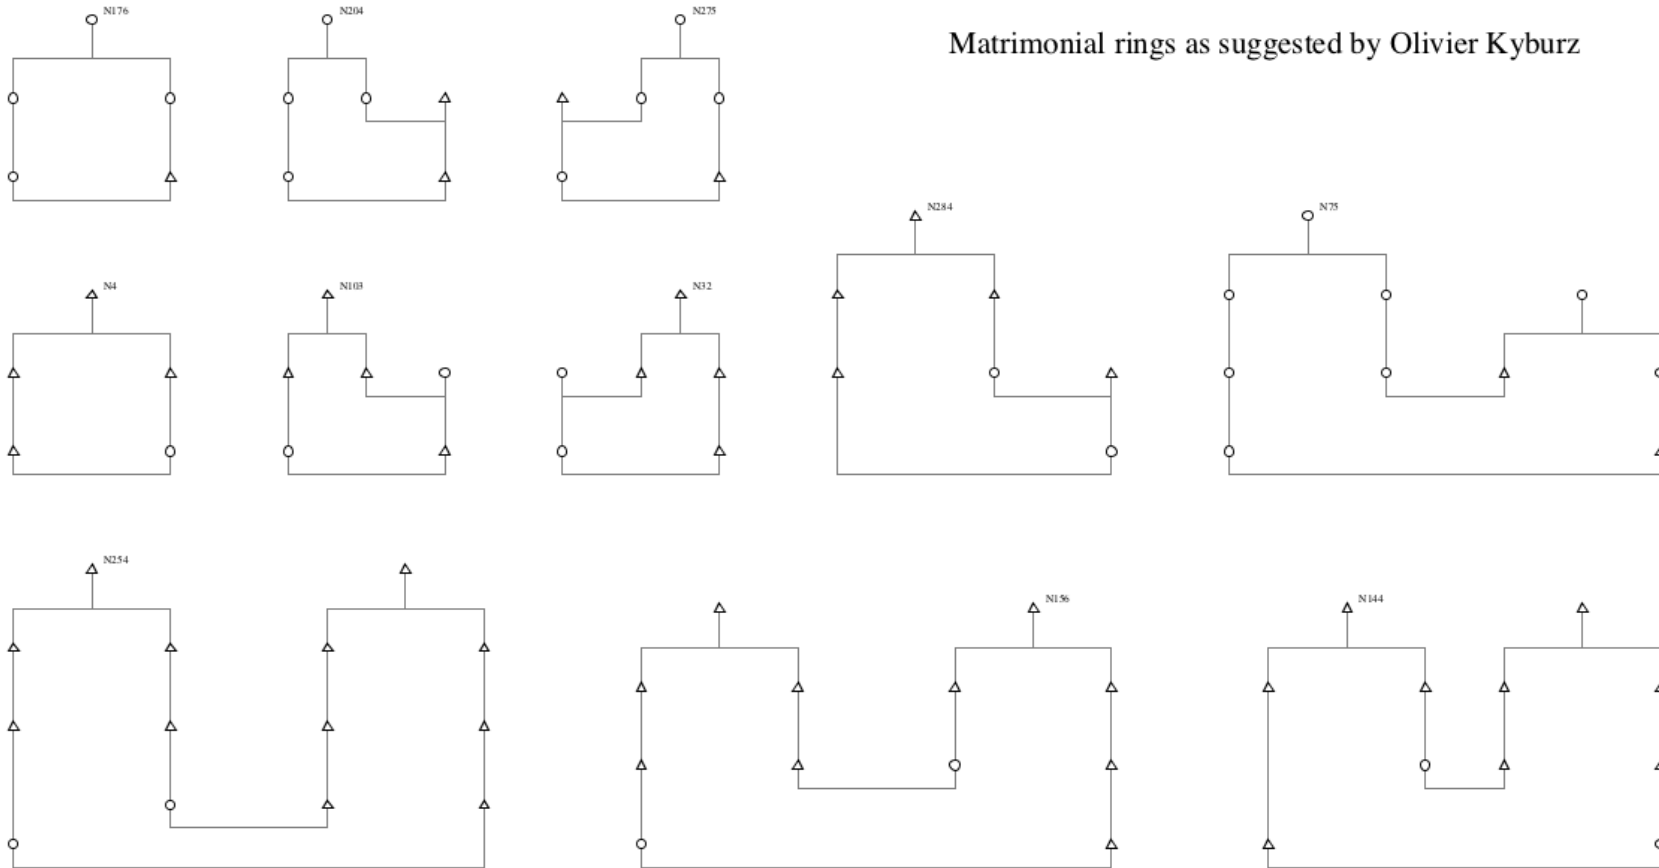 N176
N204
N275
Matrimonial rings as suggested by Olivier Kyburz
N284
N75
N4
N103
N32
N254
N156
N144